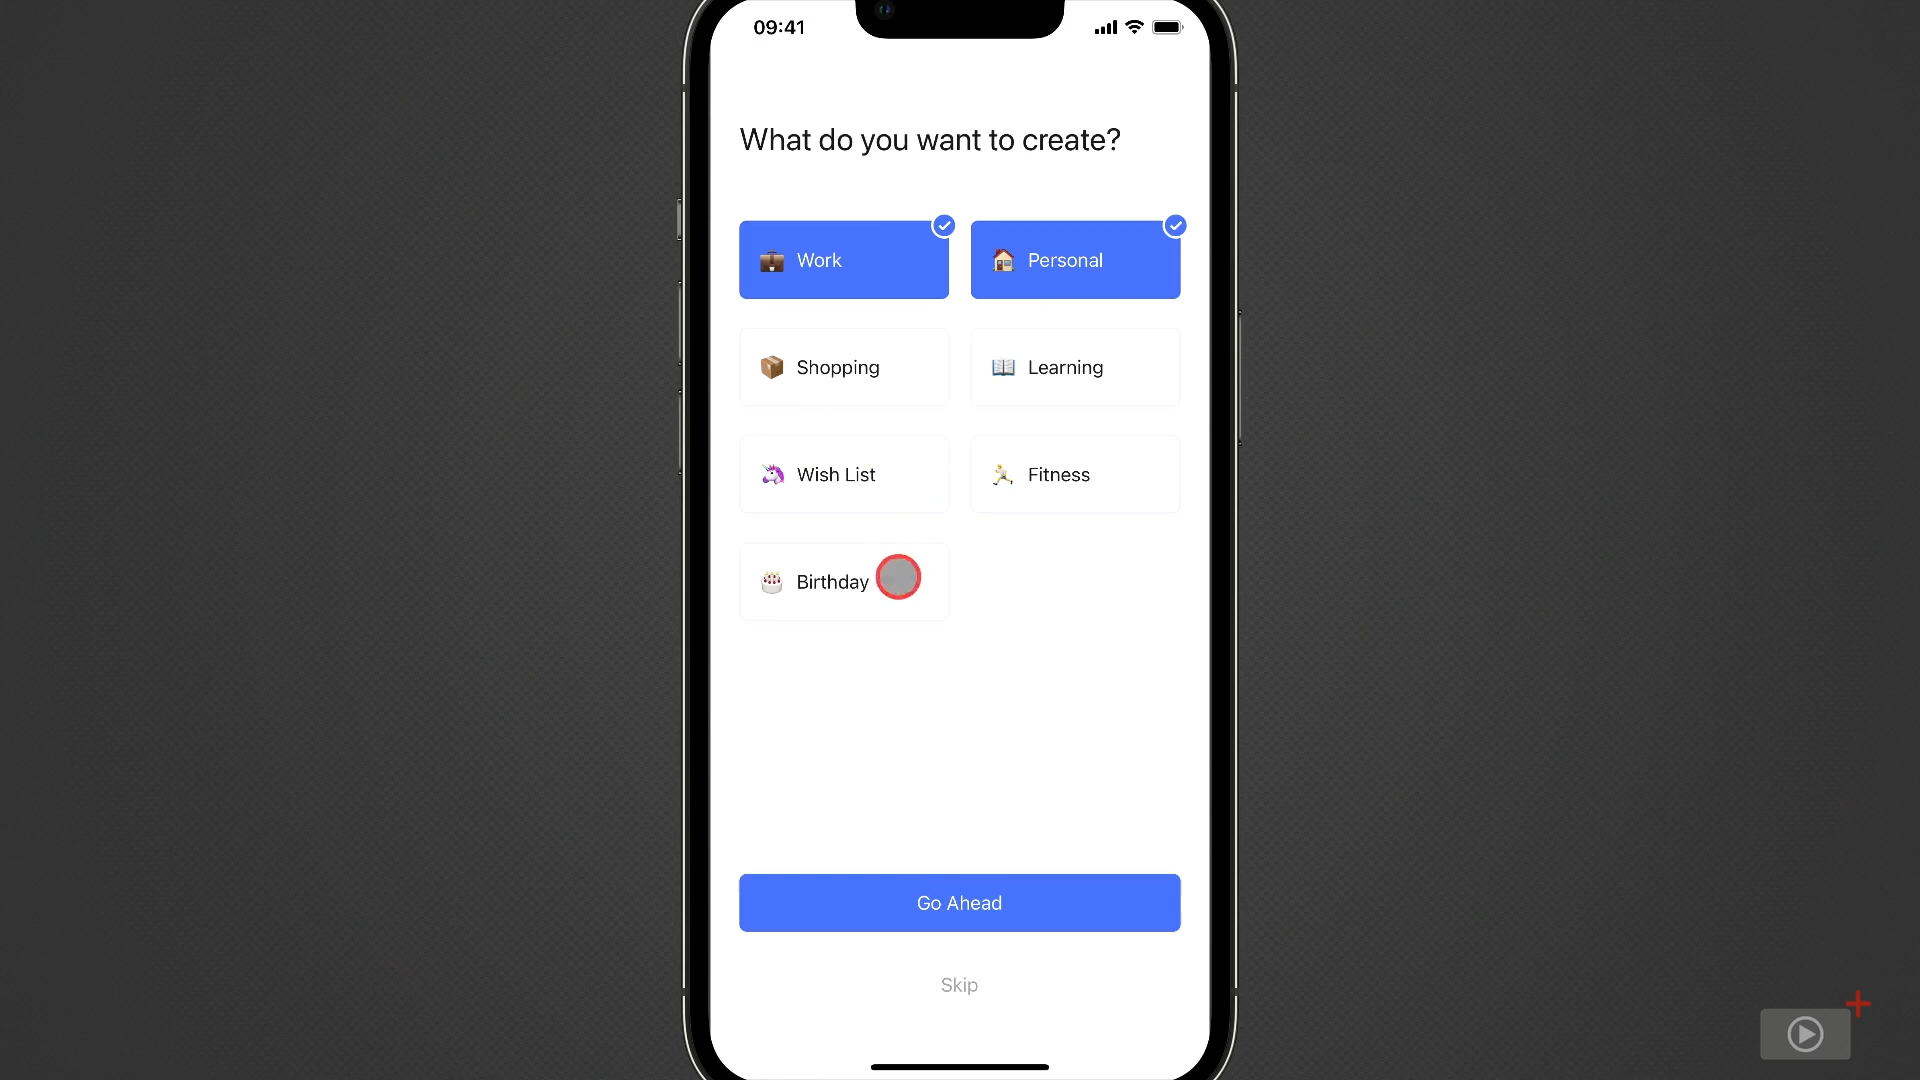 09:41
What do you want to create?
Work
Personal
Shopping
Learning
Wish List
Fitness
Birthday
Go Ahead
Skip